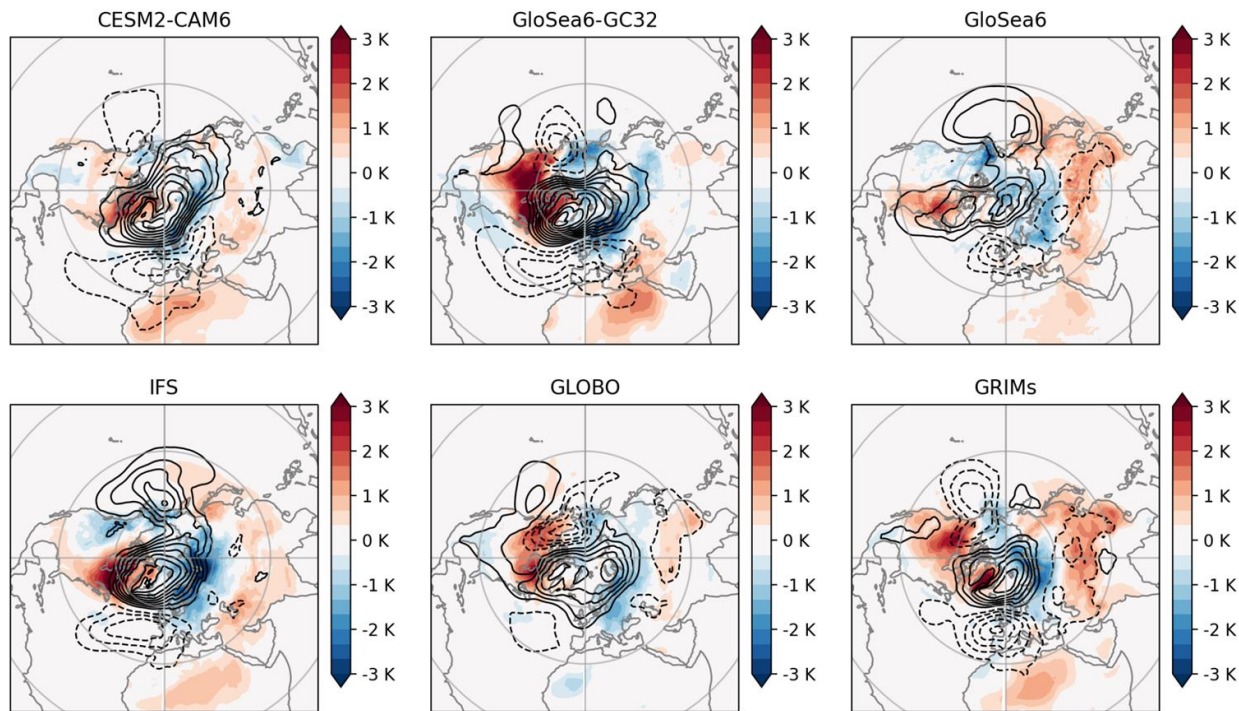 CESM2-CAM6
GloSea6-GC32
GloSea6
3 K
2 K
1 K
0 K
-1 K
-2 K
-3 K
3 K
2 K
1 K
0 K
-1 K
-2 K
-3 K
3 K
2 K
1 K
0 K
-1 K
-2 K
-3 K
IFS
GLOBO
GRIMs
3 K
2 K
1 K
0 K
-1 K
-2 K
-3 K
3 K
2 K
1 K
0 K
-1 K
-2 K
-3 K
3 K
2 K
1 K
0 K
-1 K
-2 K
-3 K